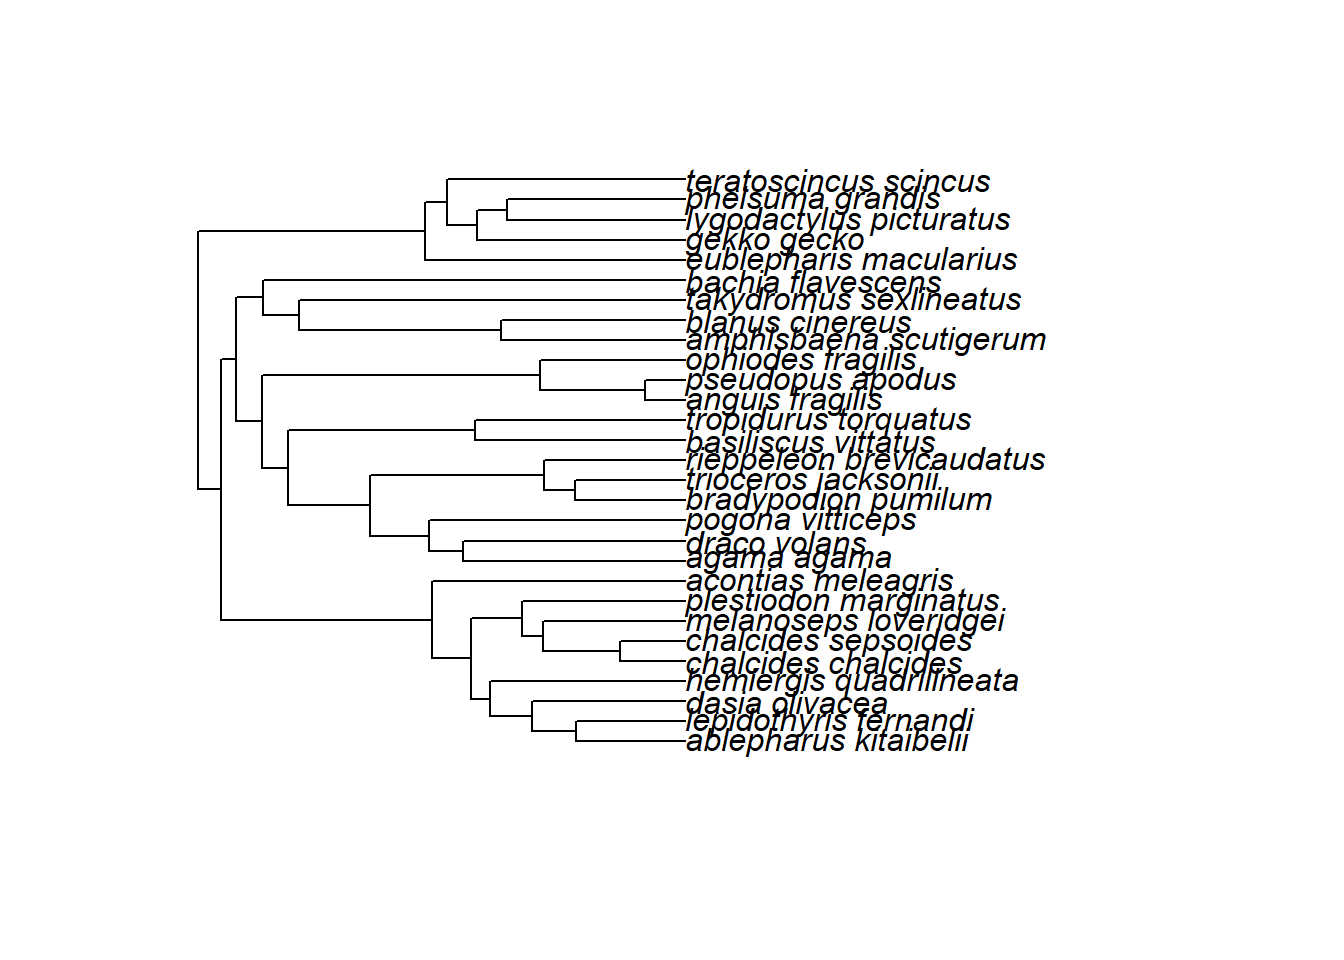 teratoscincus scincus
phelsuma grandis
lygodactylus picturatus
gekko gecko
eublepharis macularius
bachia flavescens
takydromus sexlineatus
blanus cinereus
amphisbaena scutigerum
ophiodes fragilis
pseudopus apodus
anguis fragilis
tropidurus torquatus
basiliscus vittatus
rieppeleon brevicaudatus
trioceros jacksonii
bradypodion pumilum
pogona vitticeps
draco volans
agama agama
acontias meleagris
plestiodon marginatus
melanoseps loveridgei
chalcides sepsoides
chalcides chalcides
hemiergis quadrilineata
dasia olivacea
lepidothyris fernandi
ablepharus kitaibelii